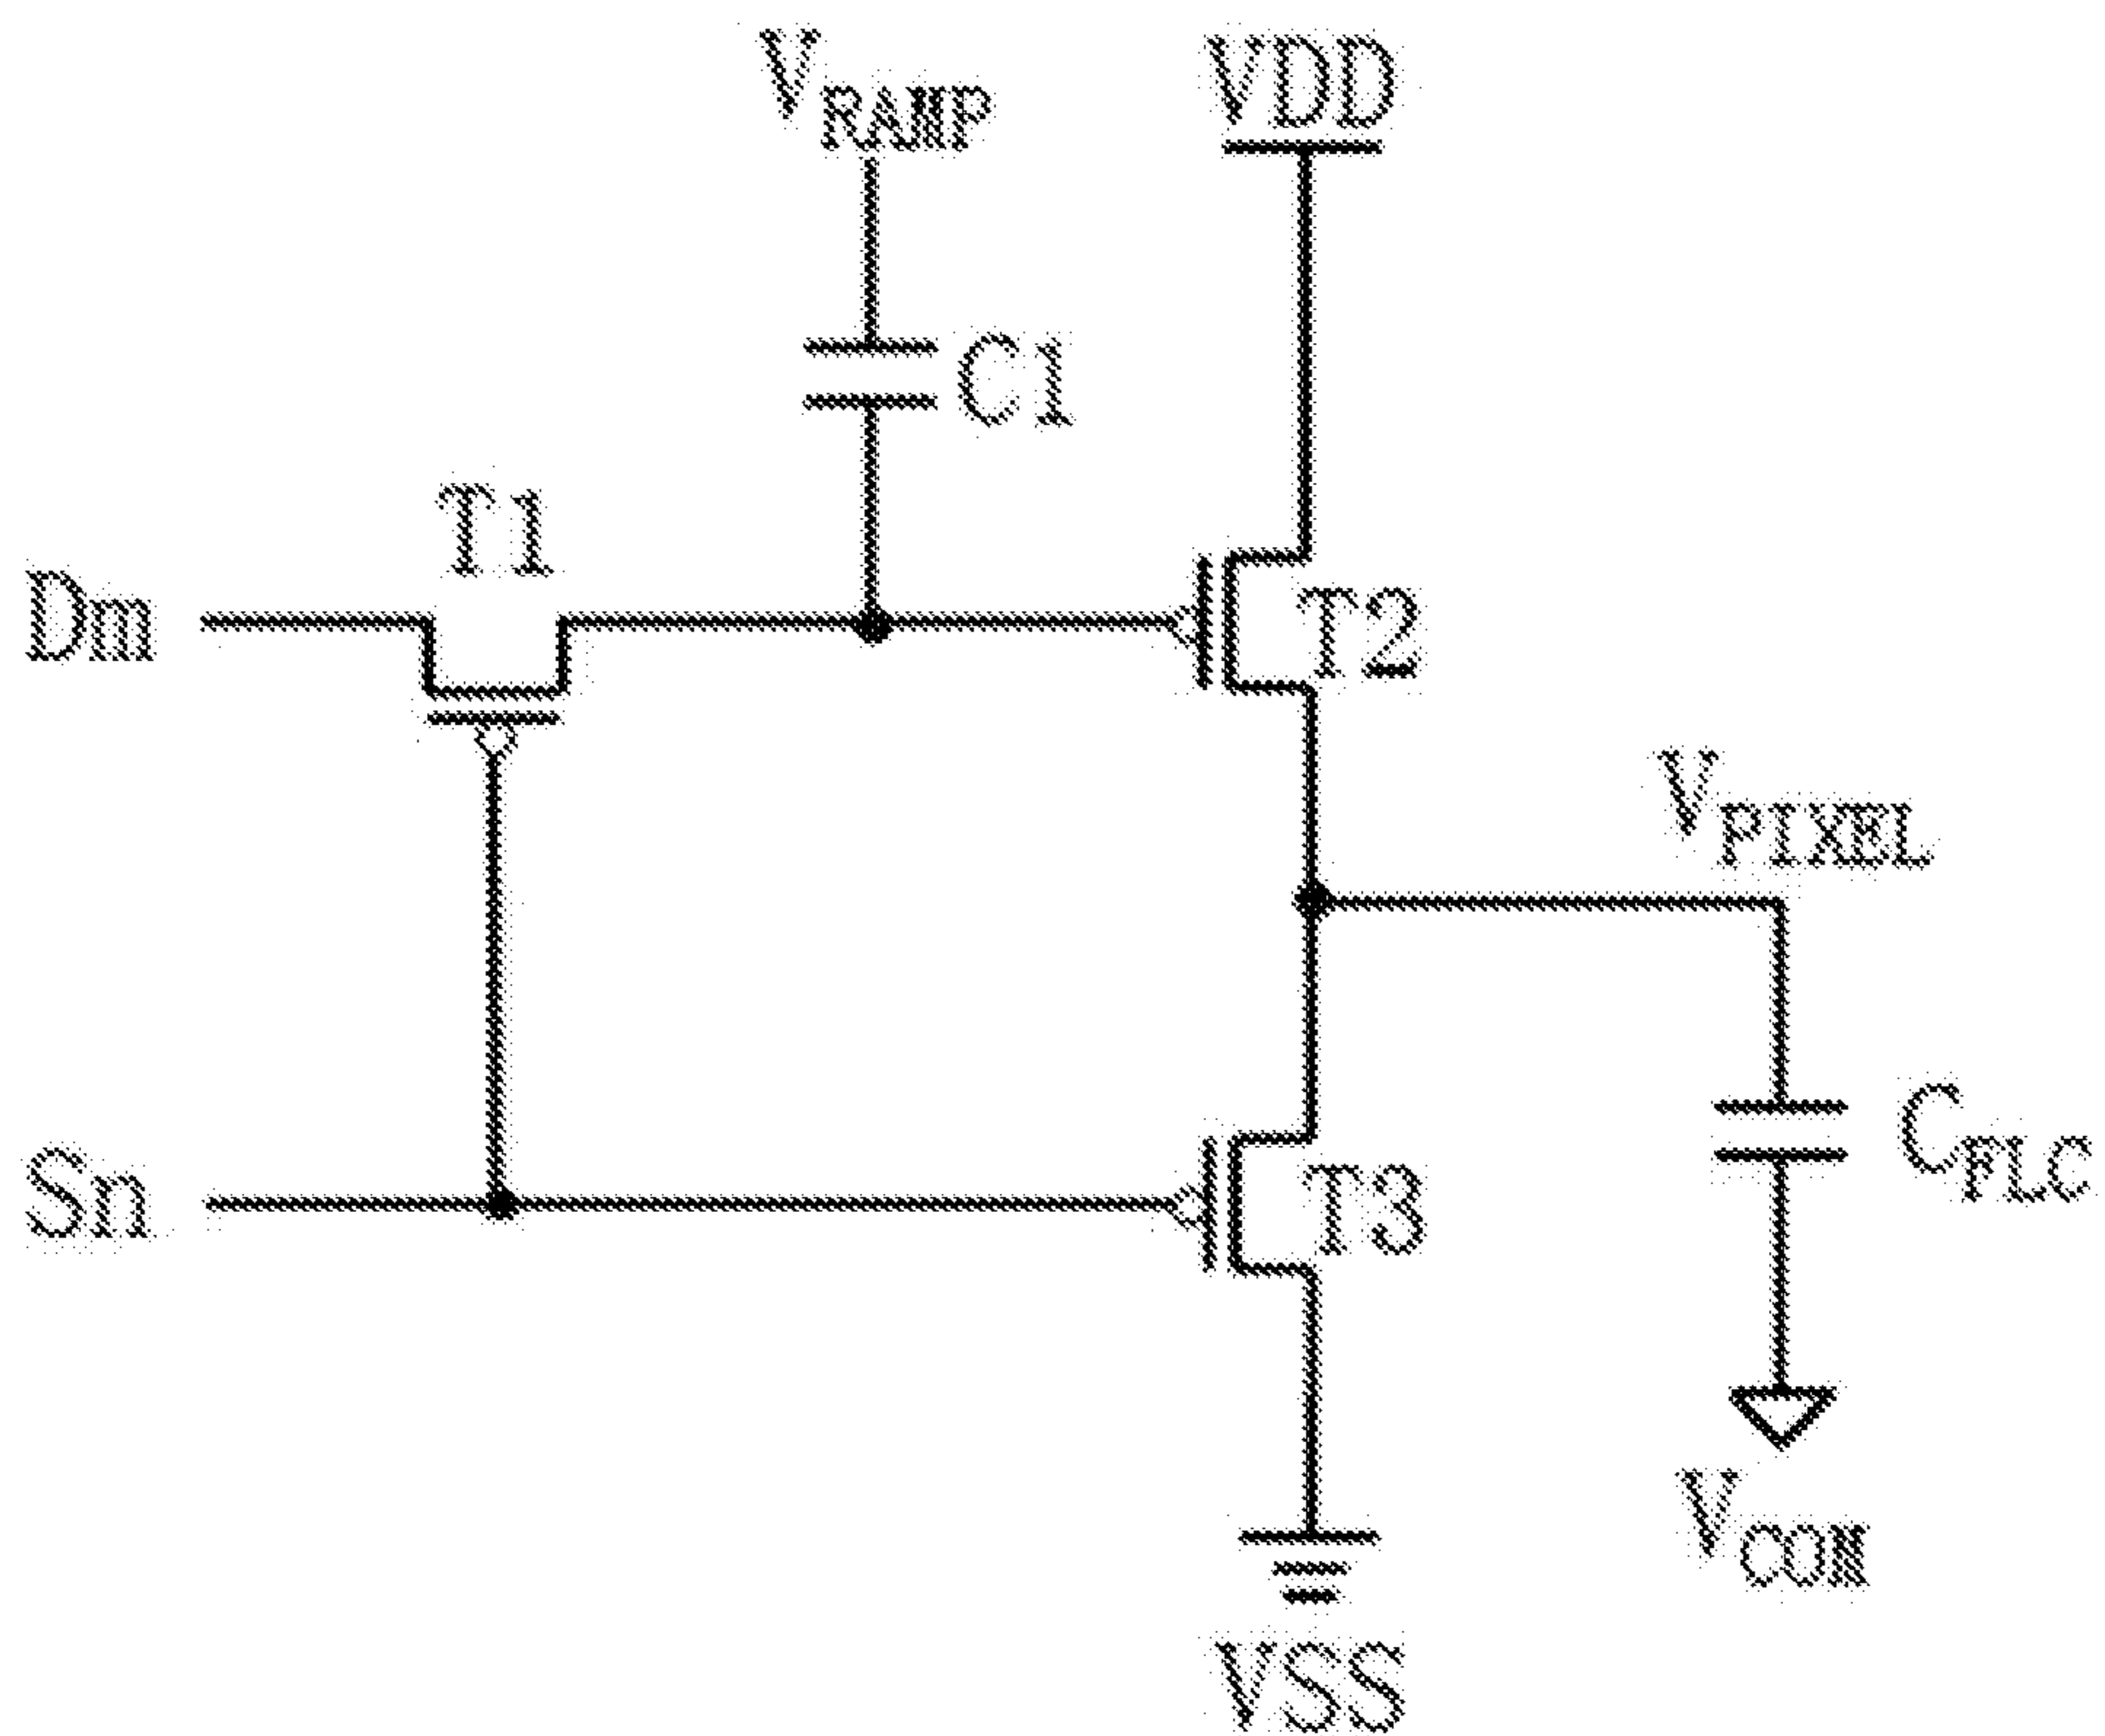 VRAMP
VDD
C1
T1
Dm
T2
VPIXEL
CFLC
Sn
T3
VCOM
VSS